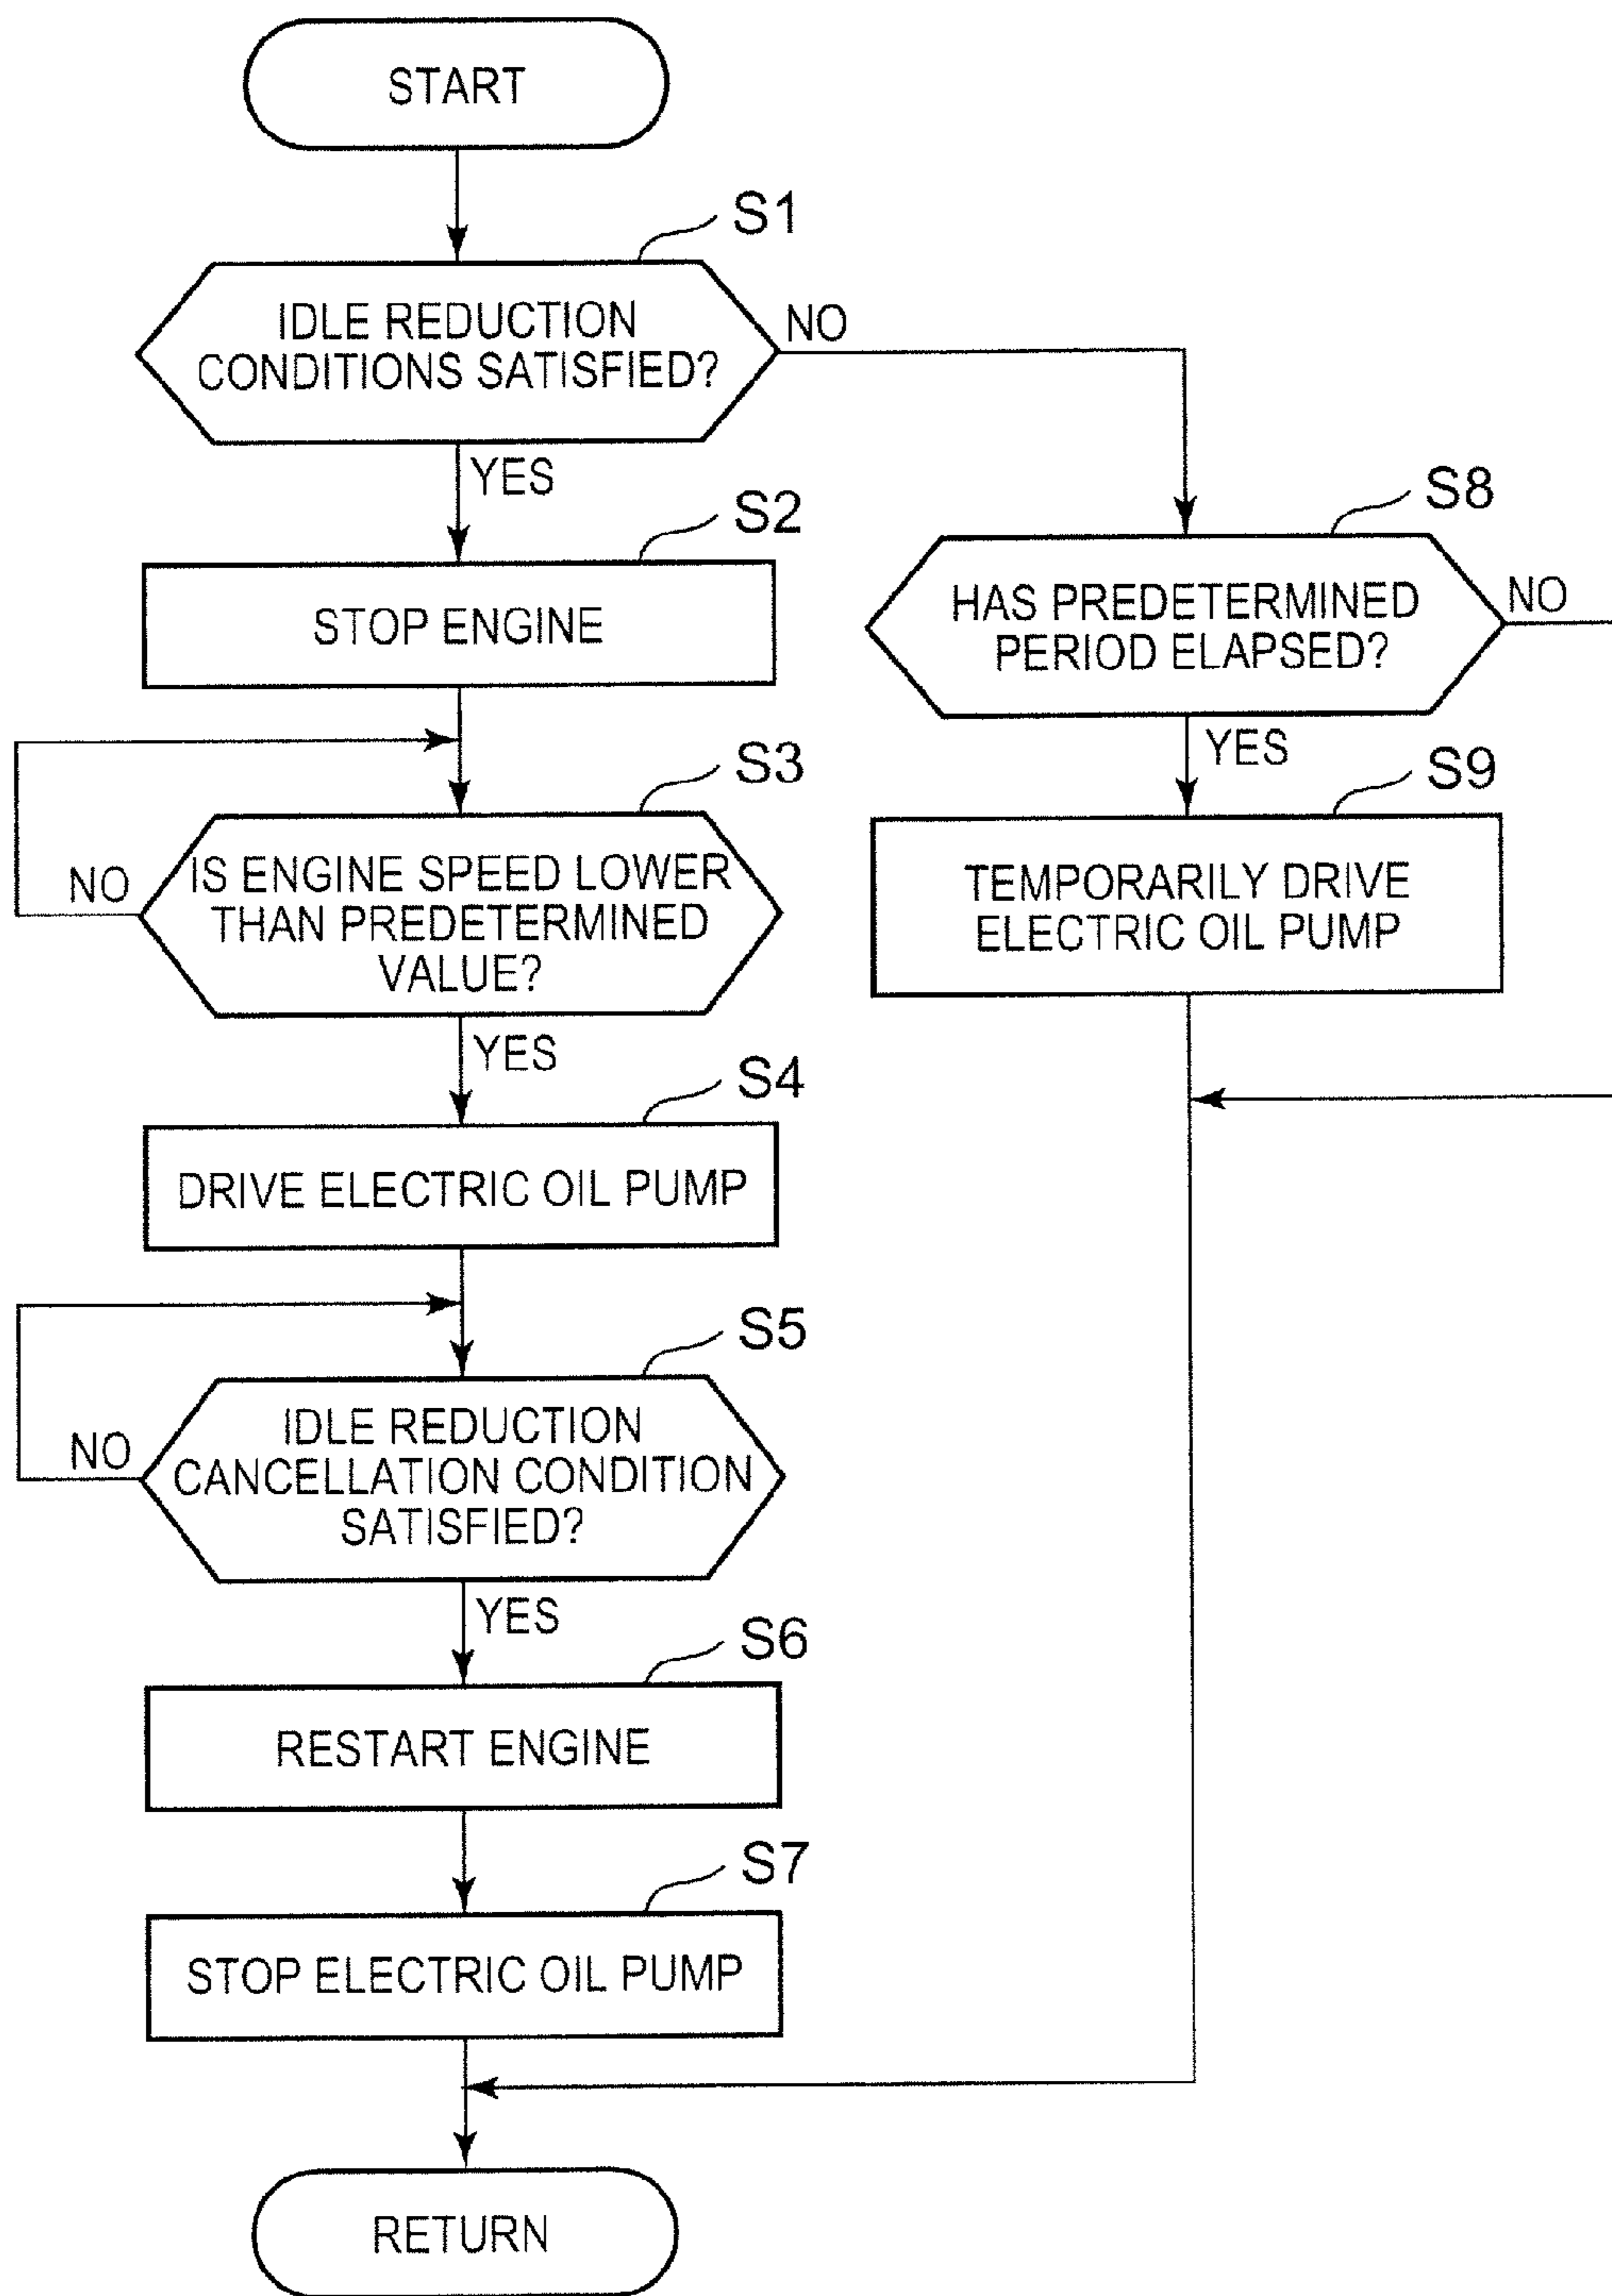 START
S1
IDLE REDUCTION
CONDITIONS SATISFIED?
NO
YES
S2
STOP ENGINE
S3
IS ENGINE SPEED LOWER
THAN PREDETERMINED
VALUE?
NO
YES
S4
DRIVE ELECTRIC OIL PUMP
S5
IDLE REDUCTION
CANCELLATION CONDITION
SATISFIED?
NO
YES
S6
RESTART ENGINE
S7
STOP ELECTRIC OIL PUMP
S8
HAS PREDETERMINED
PERIOD ELAPSED?
NO
YES
S9
TEMPORARILY DRIVE
ELECTRIC OIL PUMP
RETURN